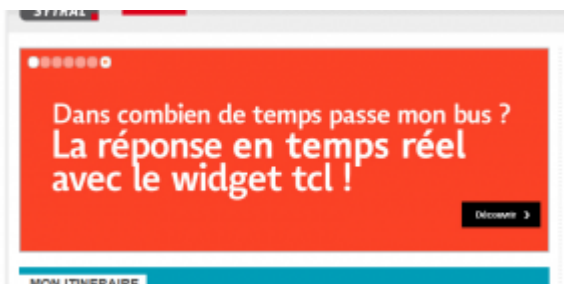 SYTRAL
Dans combien de temps passe mon bus ?
La réponse en temps réel
avec le widget tcl !
Découvrir
MON ITINERAIRE